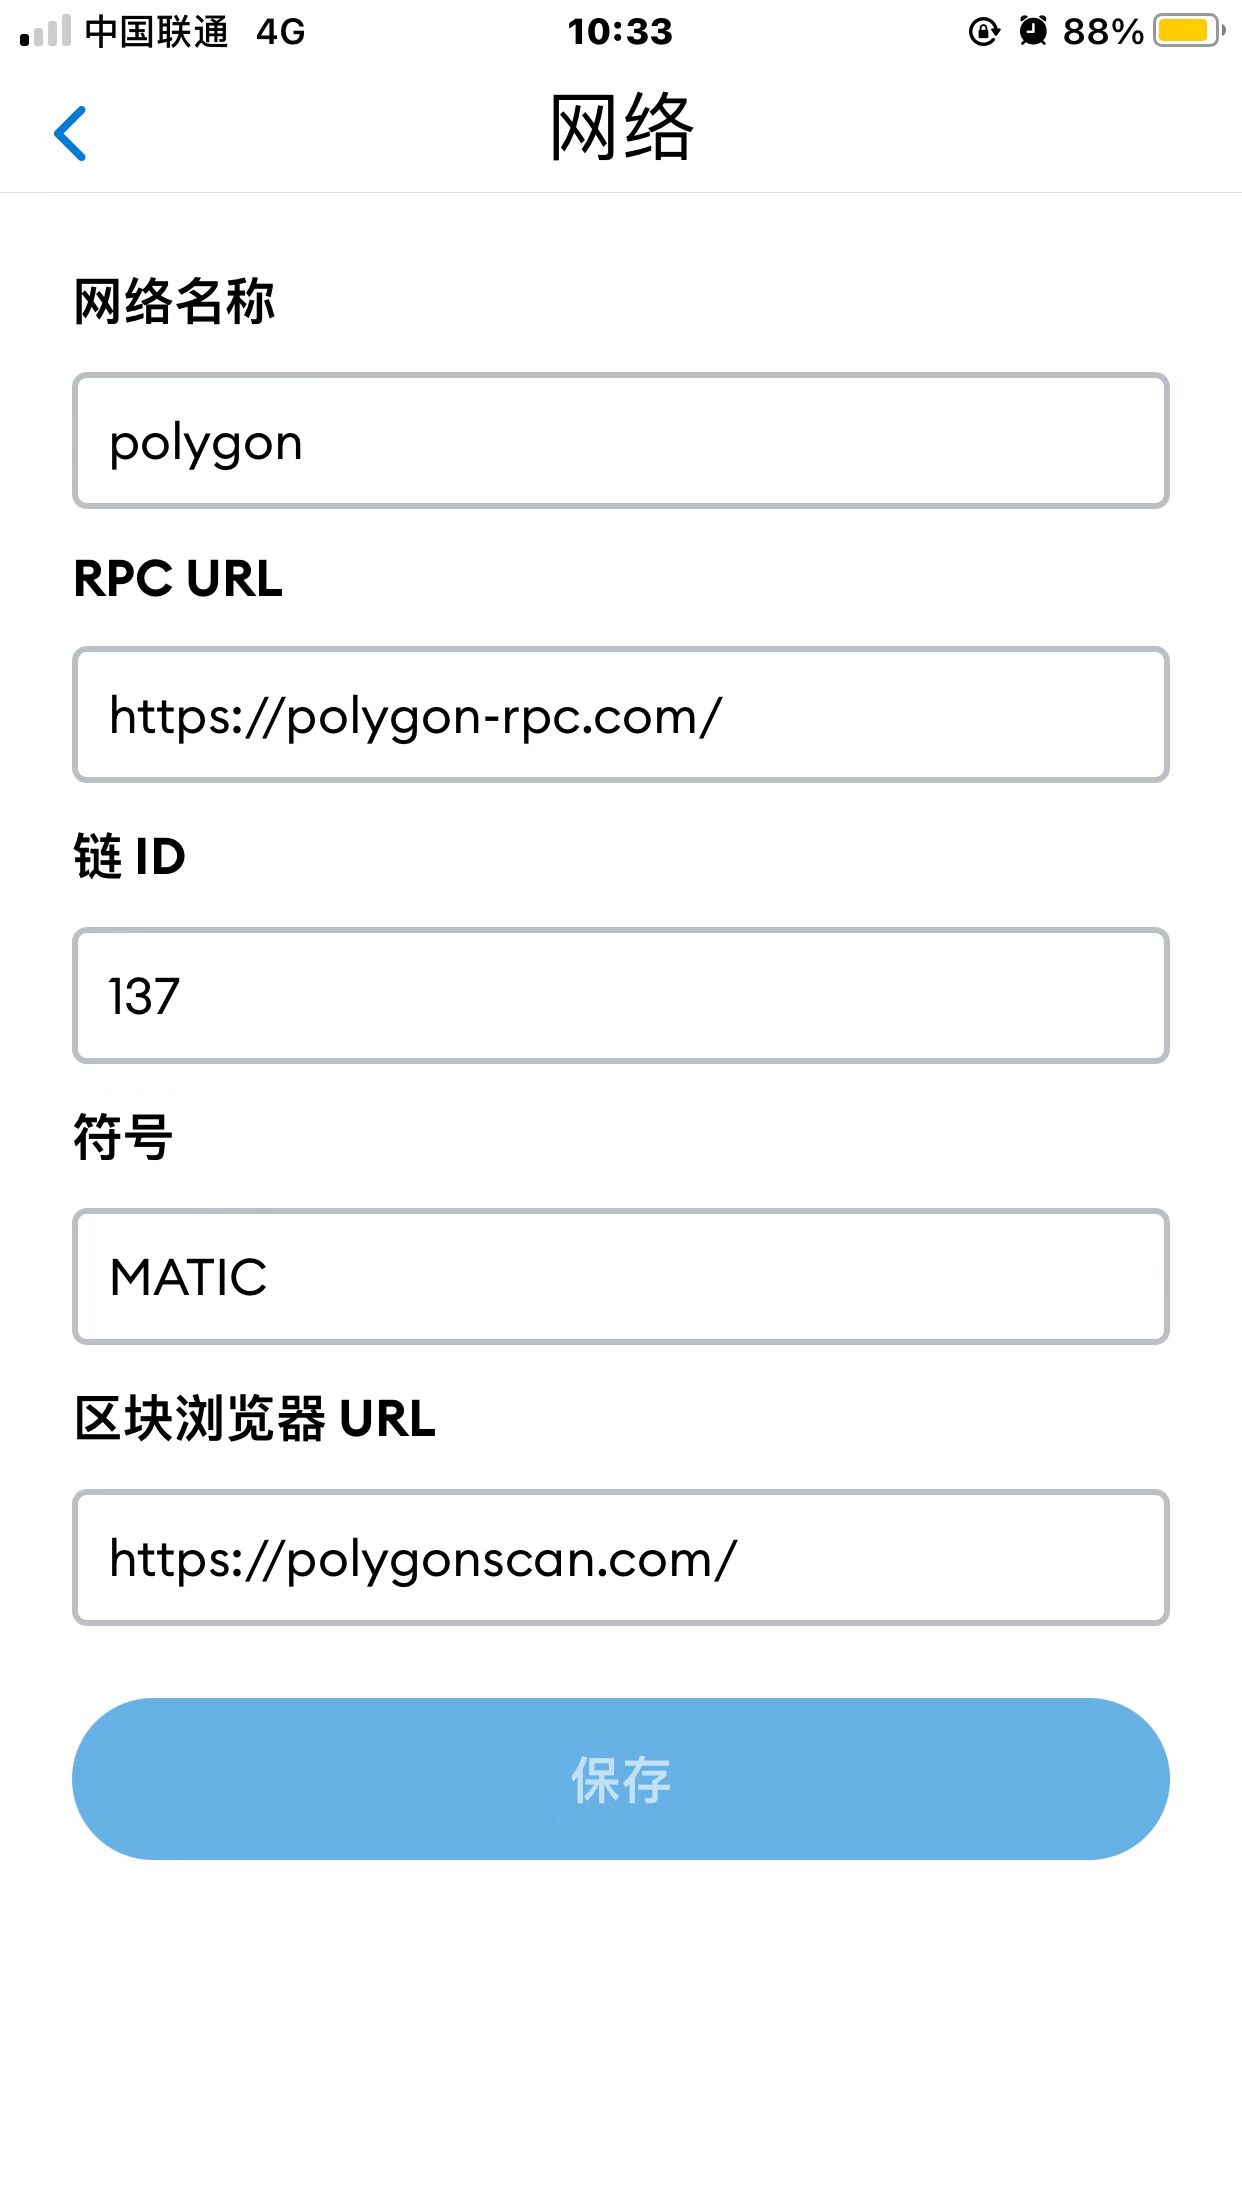 中国联通 4G 10:33 88%
网络
网络名称
polygon
RPC URL
https://polygon-rpc.com/
链 ID
137
符号
MATIC
区块浏览器 URL
https://polygonscan.com/
保存